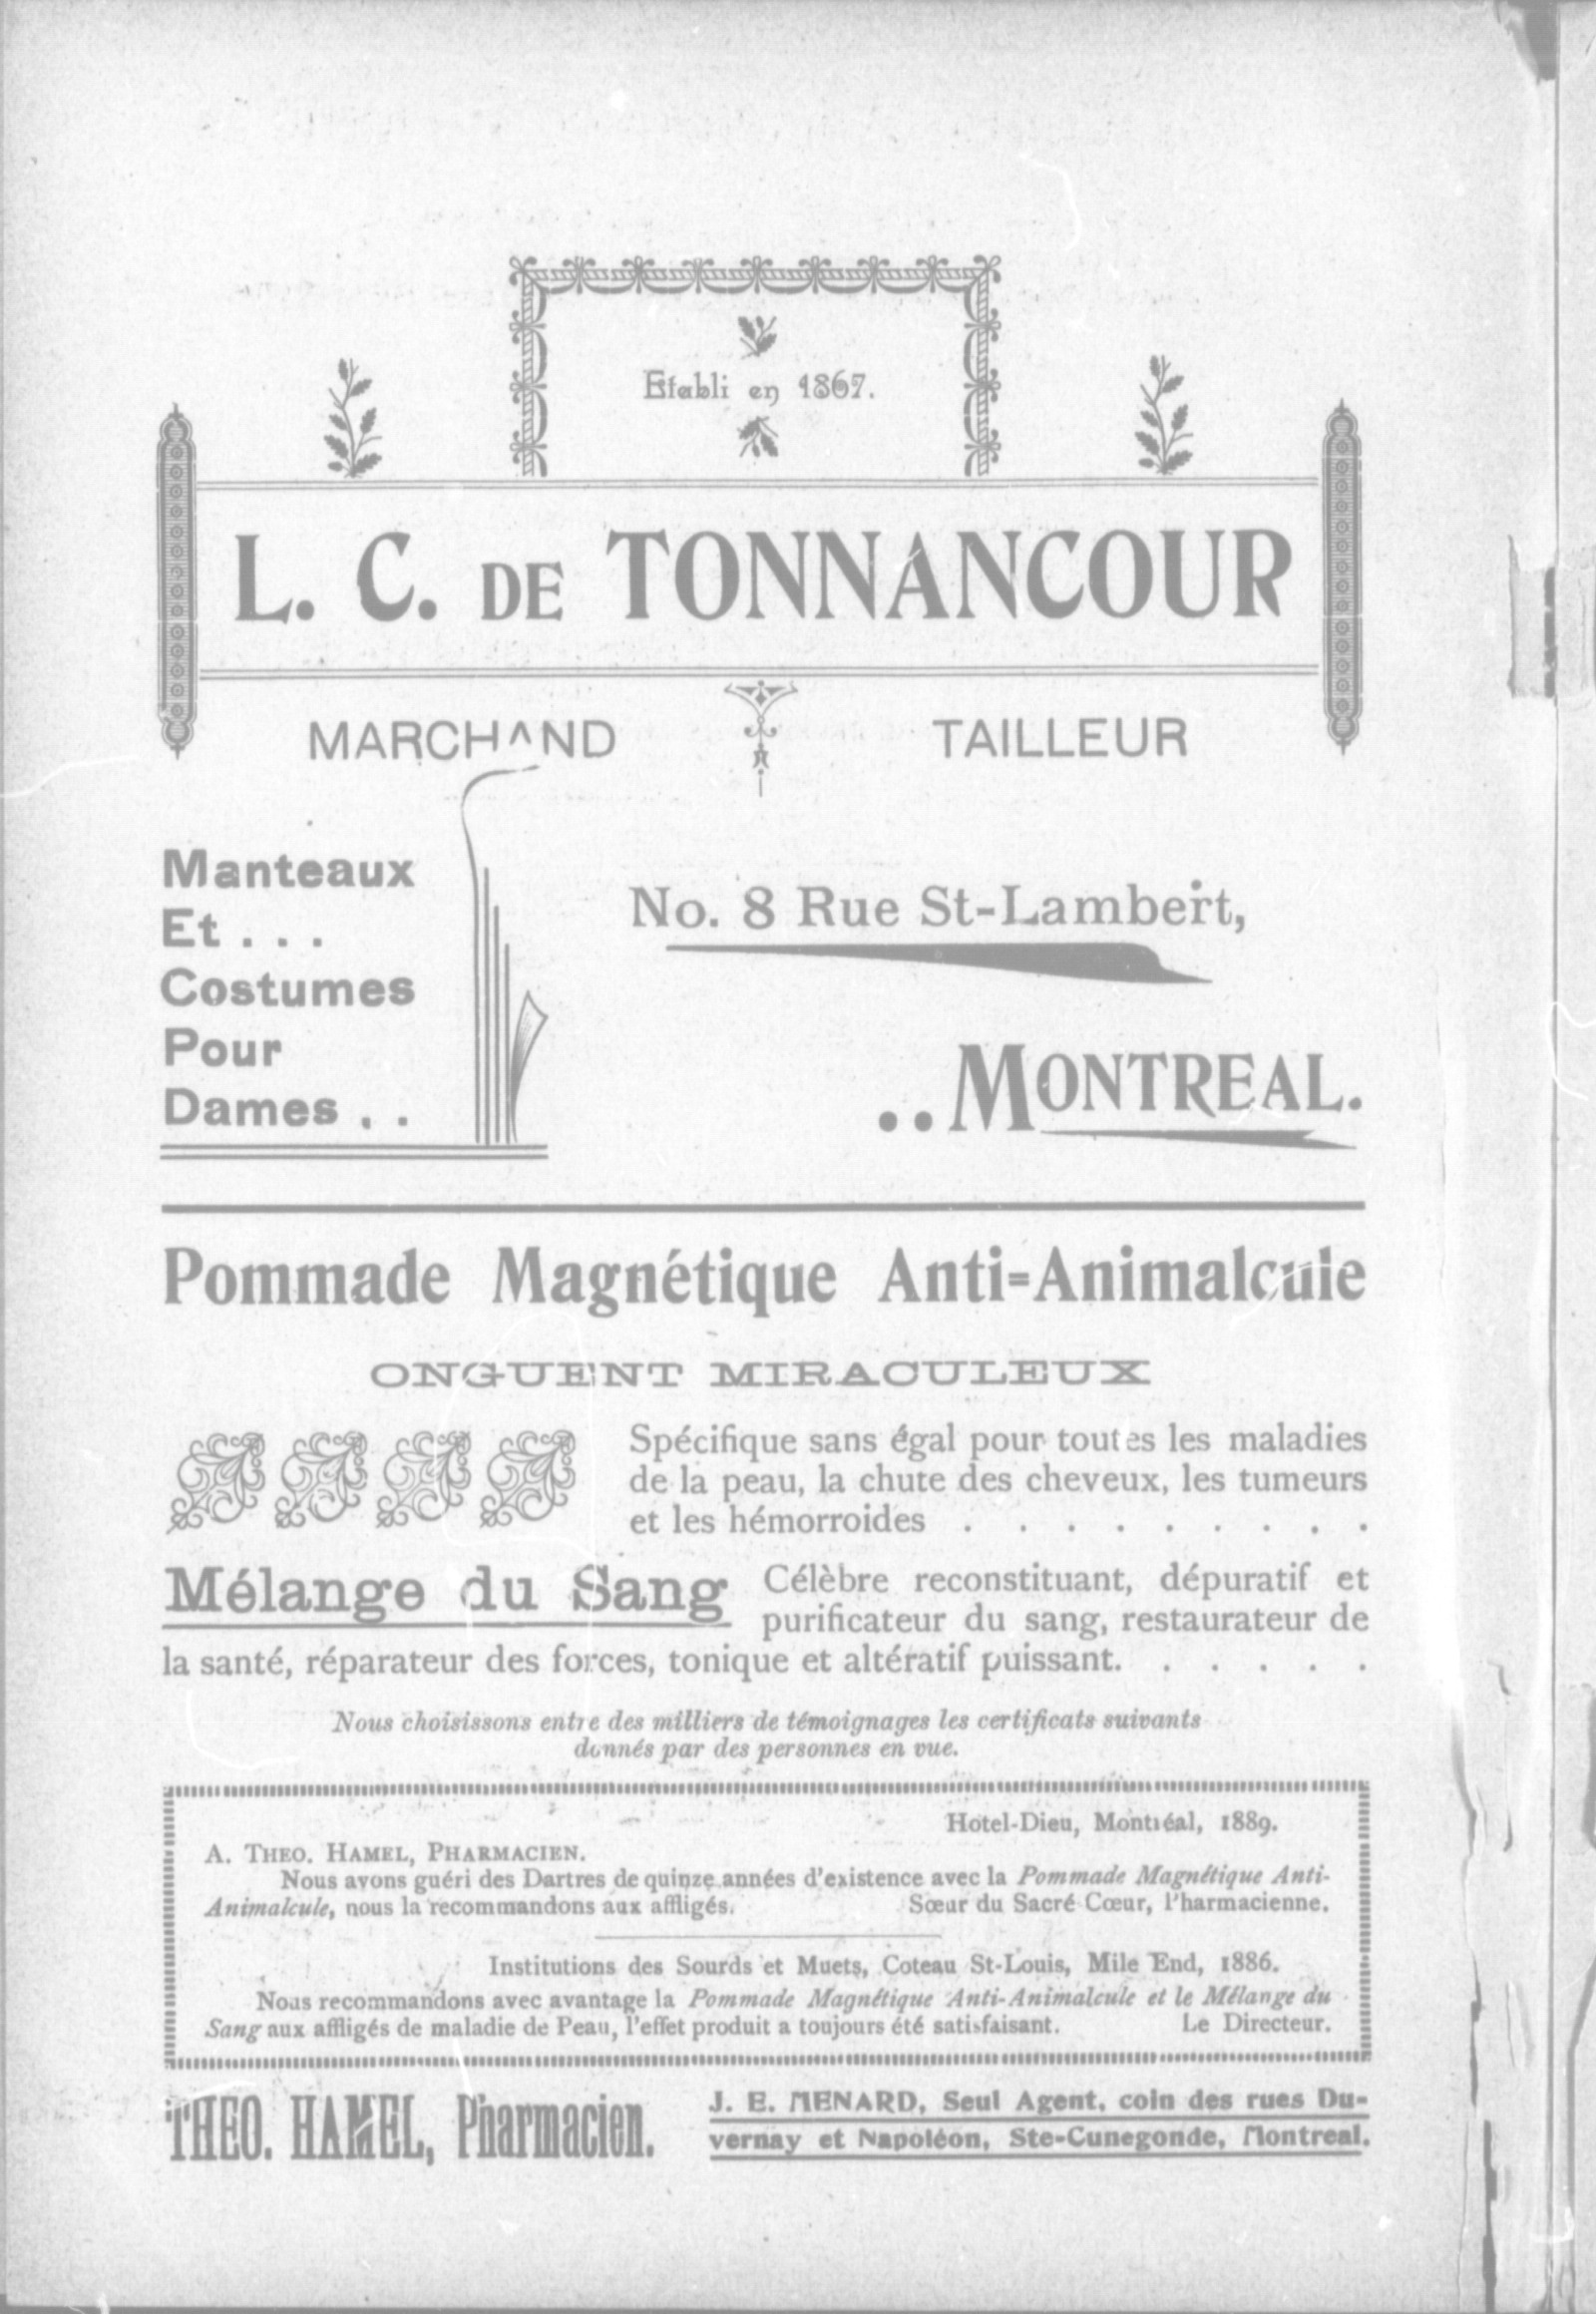 Etabli en 1867.
L. C. DE TONNANCOUR
MARCHAND TAILLEUR
Manteaux
Et . . .
Costumes
Pour
Dames . .
No. 8 Rue St-Lambert,
..MONTREAL.
Pommade Magnétique Anti-Animalcule
ONGUENT MIRACULEUX
Spécifique sans égal pour toutes les maladies
de la peau, la chute des cheveux, les tumeurs
et les hémorroides . . . . . . . . .
Mélange du Sang Célèbre reconstituant, dépuratif et
purificateur du sang, restaurateur de
la santé, réparateur des forces, tonique et altératif puissant. . . . . .
Nous choisissons entre des milliers de témoignages les certificats suivants
donnés par des personnes en vue.
Hotel-Dieu, Montréal, 1889.
A. THEO. HAMEL, PHARMACIEN.
Nous avons guéri des Dartres de quinze années d'existence avec la Pommade Magnétique Anti-
Animalcule, nous la recommandons aux affligés. Sœur du Sacré Cœur, Pharmacienne.
Institutions des Sourds et Muets, Coteau St-Louis, Mile End, 1886.
Nous recommandons avec avantage la Pommade Magnétique Anti-Animalcule et le Mélange du
Sang aux affligés de maladie de Peau, l'effet produit a toujours été satisfaisant. Le Directeur.
THEO. HAMEL, Pharmacien.
J. E. MENARD, Seul Agent, coin des rues Du-
vernay et Napoléon, Ste-Cunegonde, Montreal.